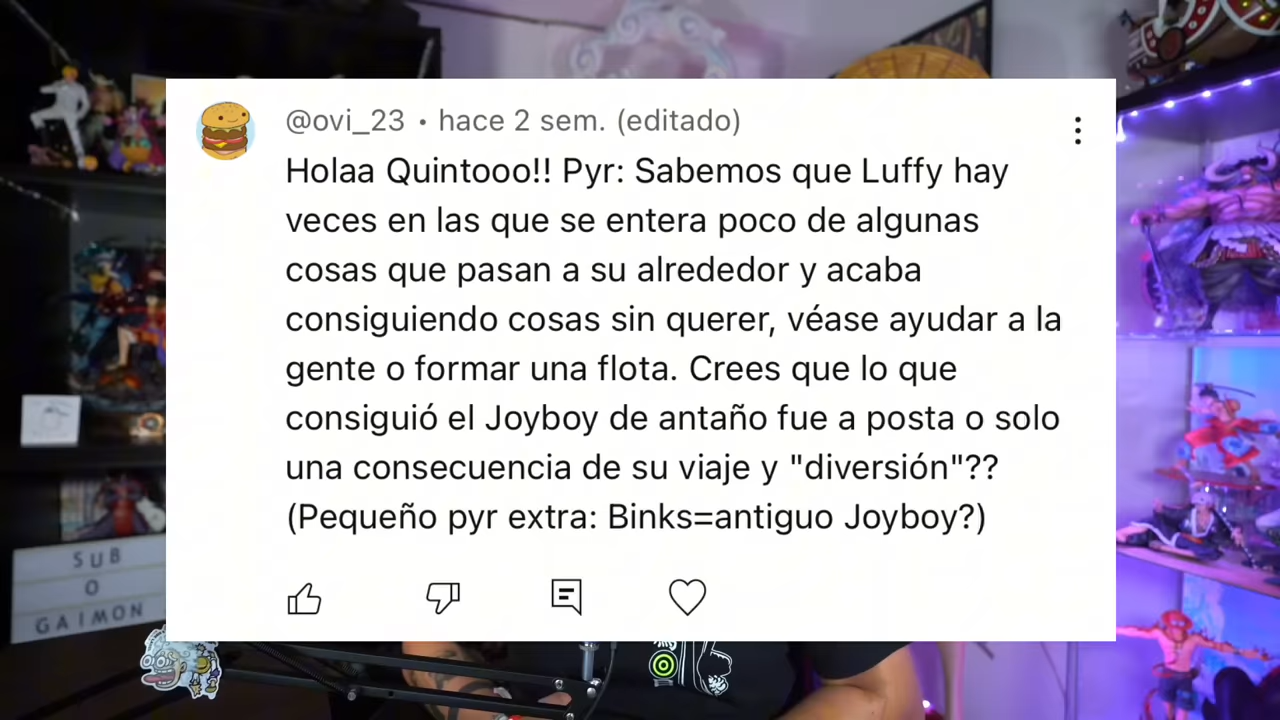 @ovi_23 • hace 2 sem. (editado)
Holaa Quintooo!! Pyr: Sabemos que Luffy hay
veces en las que se entera poco de algunas
cosas que pasan a su alrededor y acaba
consiguiendo cosas sin querer, véase ayudar a la
gente o formar una flota. Crees que lo que
consiguió el Joyboy de antaño fue a posta o solo
una consecuencia de su viaje y "diversión"??
(Pequeño pyr extra: Binks=antiguo Joyboy?)
SUB
O
GAIMON